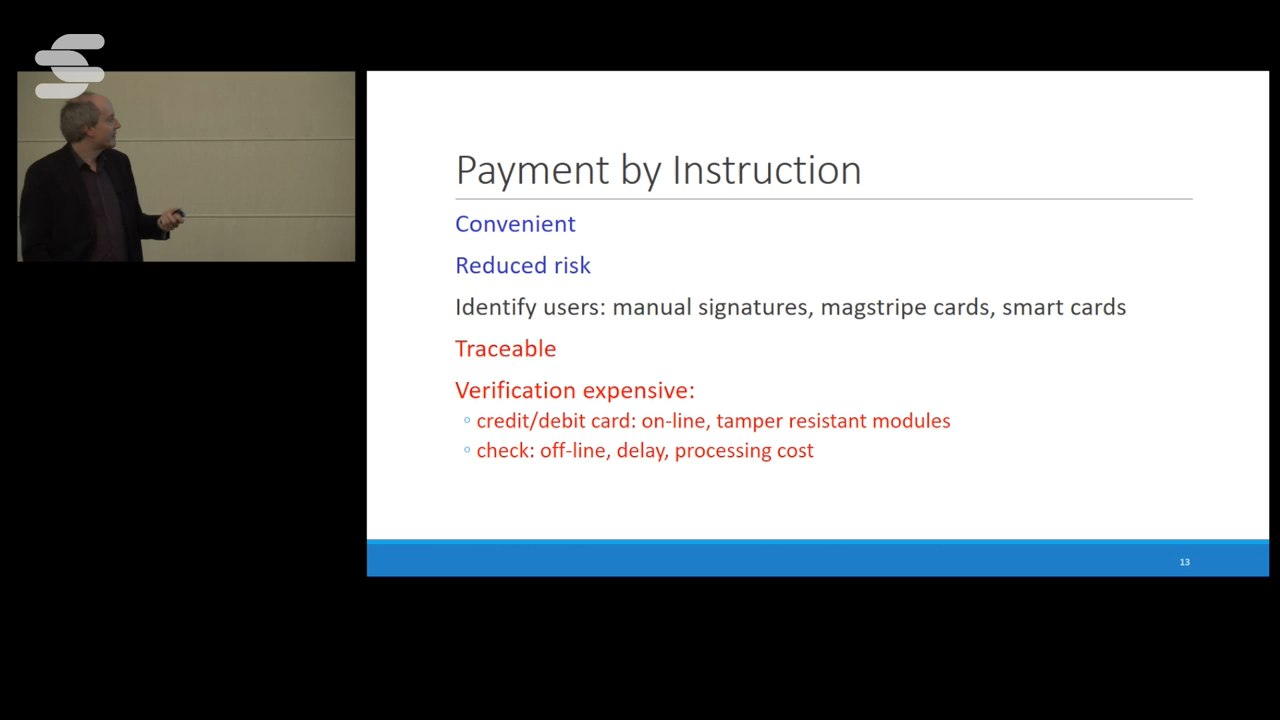 Payment by Instruction
Convenient
Reduced risk
Identify users: manual signatures, magstripe cards, smart cards
Traceable
Verification expensive:
◦ credit/debit card: on-line, tamper resistant modules
◦ check: off-line, delay, processing cost
13